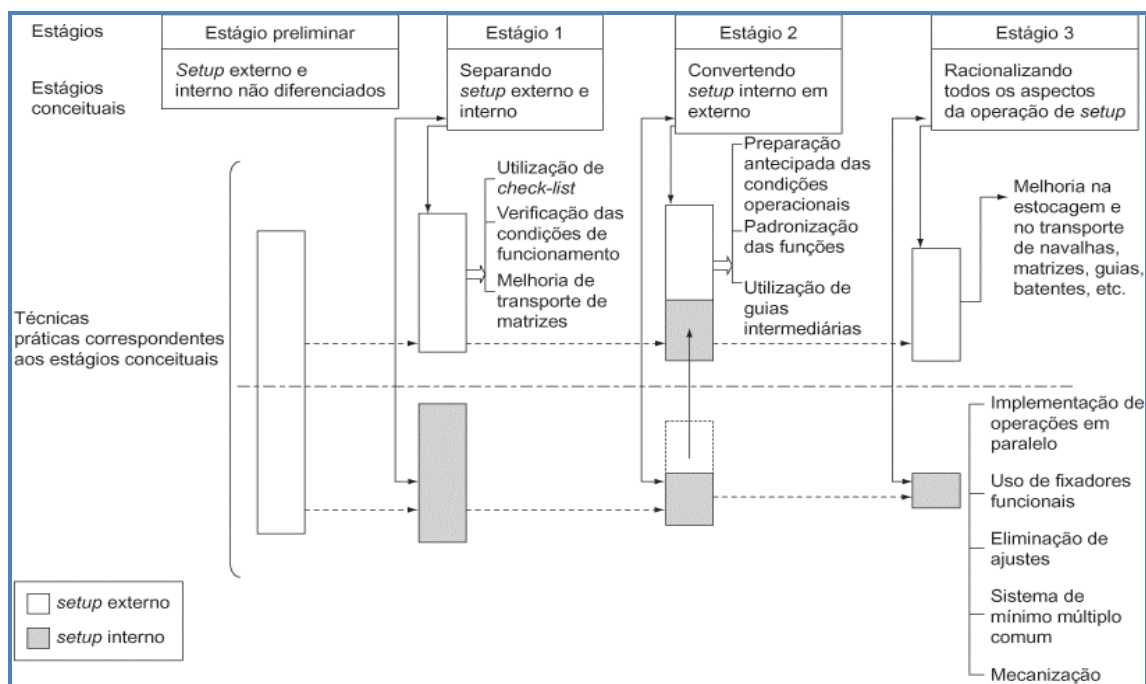 Estágios
Estágio preliminar
Estágio 1
Estágio 2
Estágio 3
Estágios
conceituais
Setup externo e
interno não diferenciados
Separando
setup externo e
interno
Convertendo
setup interno em
externo
Racionalizando
todos os aspectos
da operação de setup
Utilização de
check-list
Verificação das
condições de
funcionamento
Melhoria de
transporte de
matrizes
Preparação
antecipada das
condições
operacionais
Padronização
das funções
Utilização de
guias
intermediárias
Melhoria na
estocagem e
no transporte
de navalhas,
matrizes, guias,
batentes, etc.
Técnicas
práticas correspondentes
aos estágios conceituais
Implementação de
operações em
paralelo
Uso de fixadores
funcionais
Eliminação de
ajustes
Sistema de
mínimo múltiplo
comum
Mecanização
setup externo
setup interno